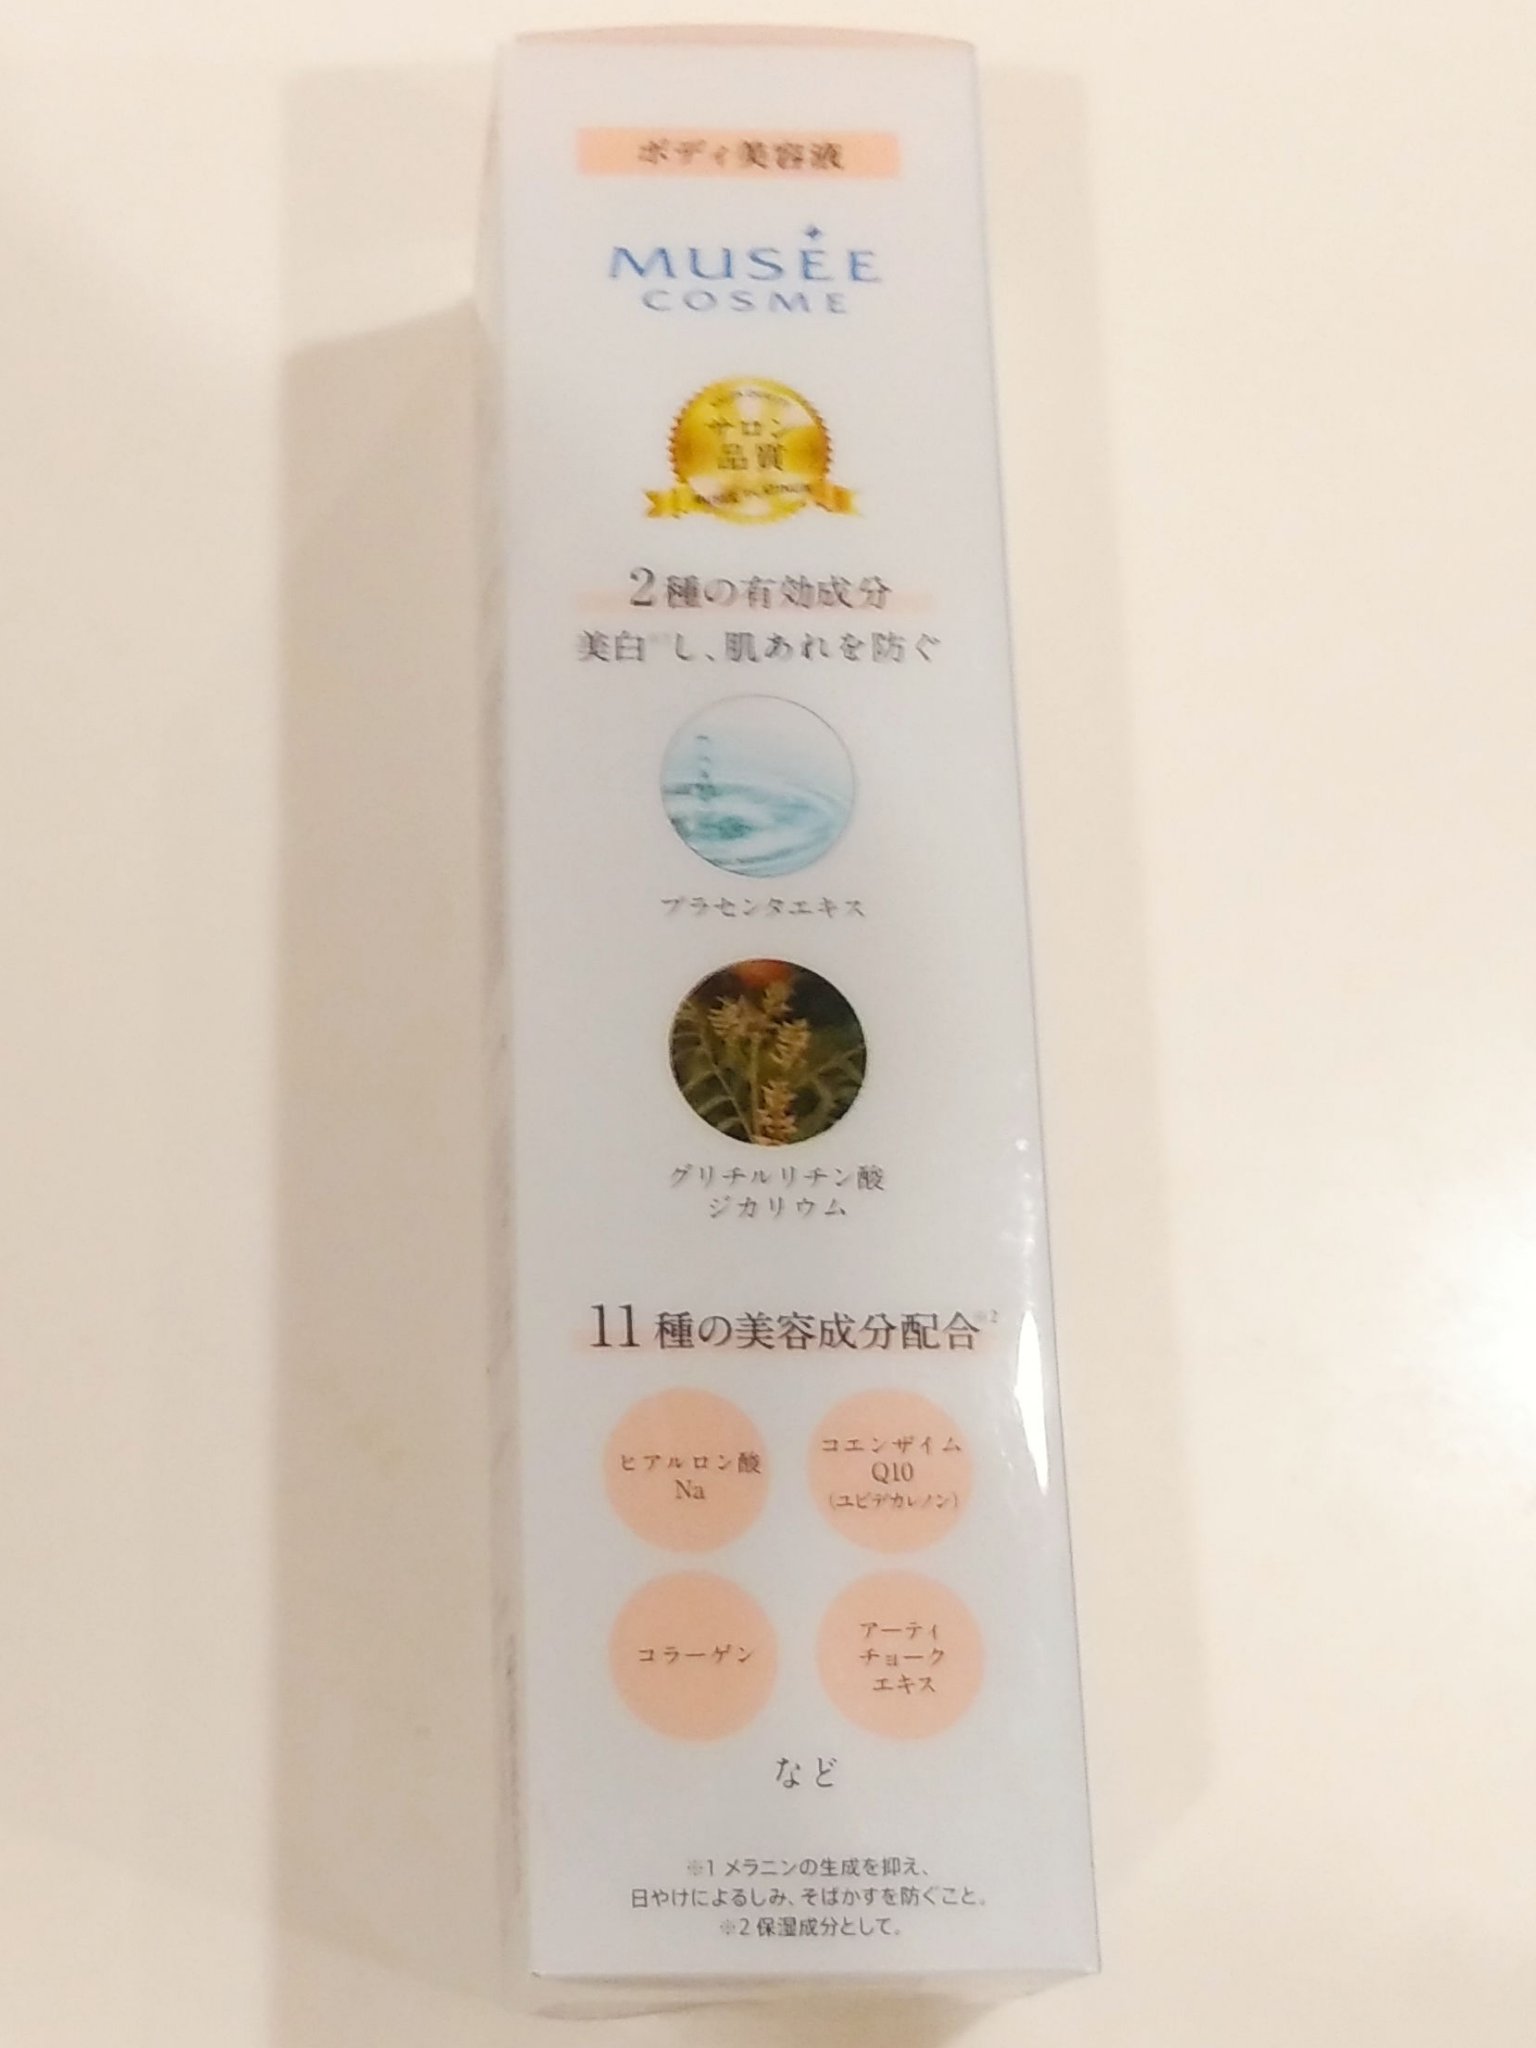 ボディ美容液
MUSÉE
COSME
サロン
品質
2種の有効成分
美白※1し、肌あれを防ぐ
プラセンタエキス
グリチルリチン酸
ジカリウム
11種の美容成分配合※2
ヒアルロン酸
Na
コエンザイム
Q10
(ユビデカレノン)
コラーゲン
アーティ
チョーク
エキス
など
※1 メラニンの生成を抑え、
日やけによるしみ、そばかすを防ぐこと。
※2 保湿成分として。